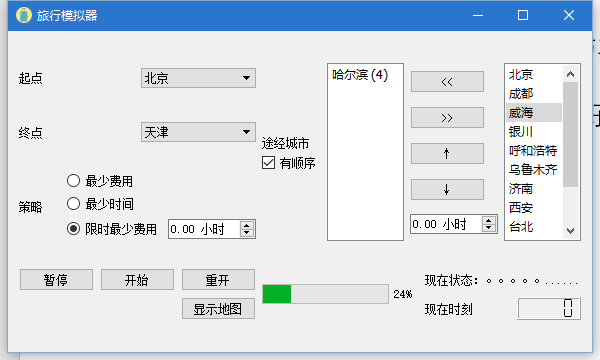 旅行模拟器
起点
北京
终点
天津
途经城市
有顺序
策略
最少费用
最少时间
限时最少费用
0.00 小时
哈尔滨 (4)
<<
>>
↑
↓
0.00 小时
北京
成都
威海
银川
呼和浩特
乌鲁木齐
济南
西安
台北
暂停
开始
重开
显示地图
24%
现在状态：。。。。。......
现在时刻
0